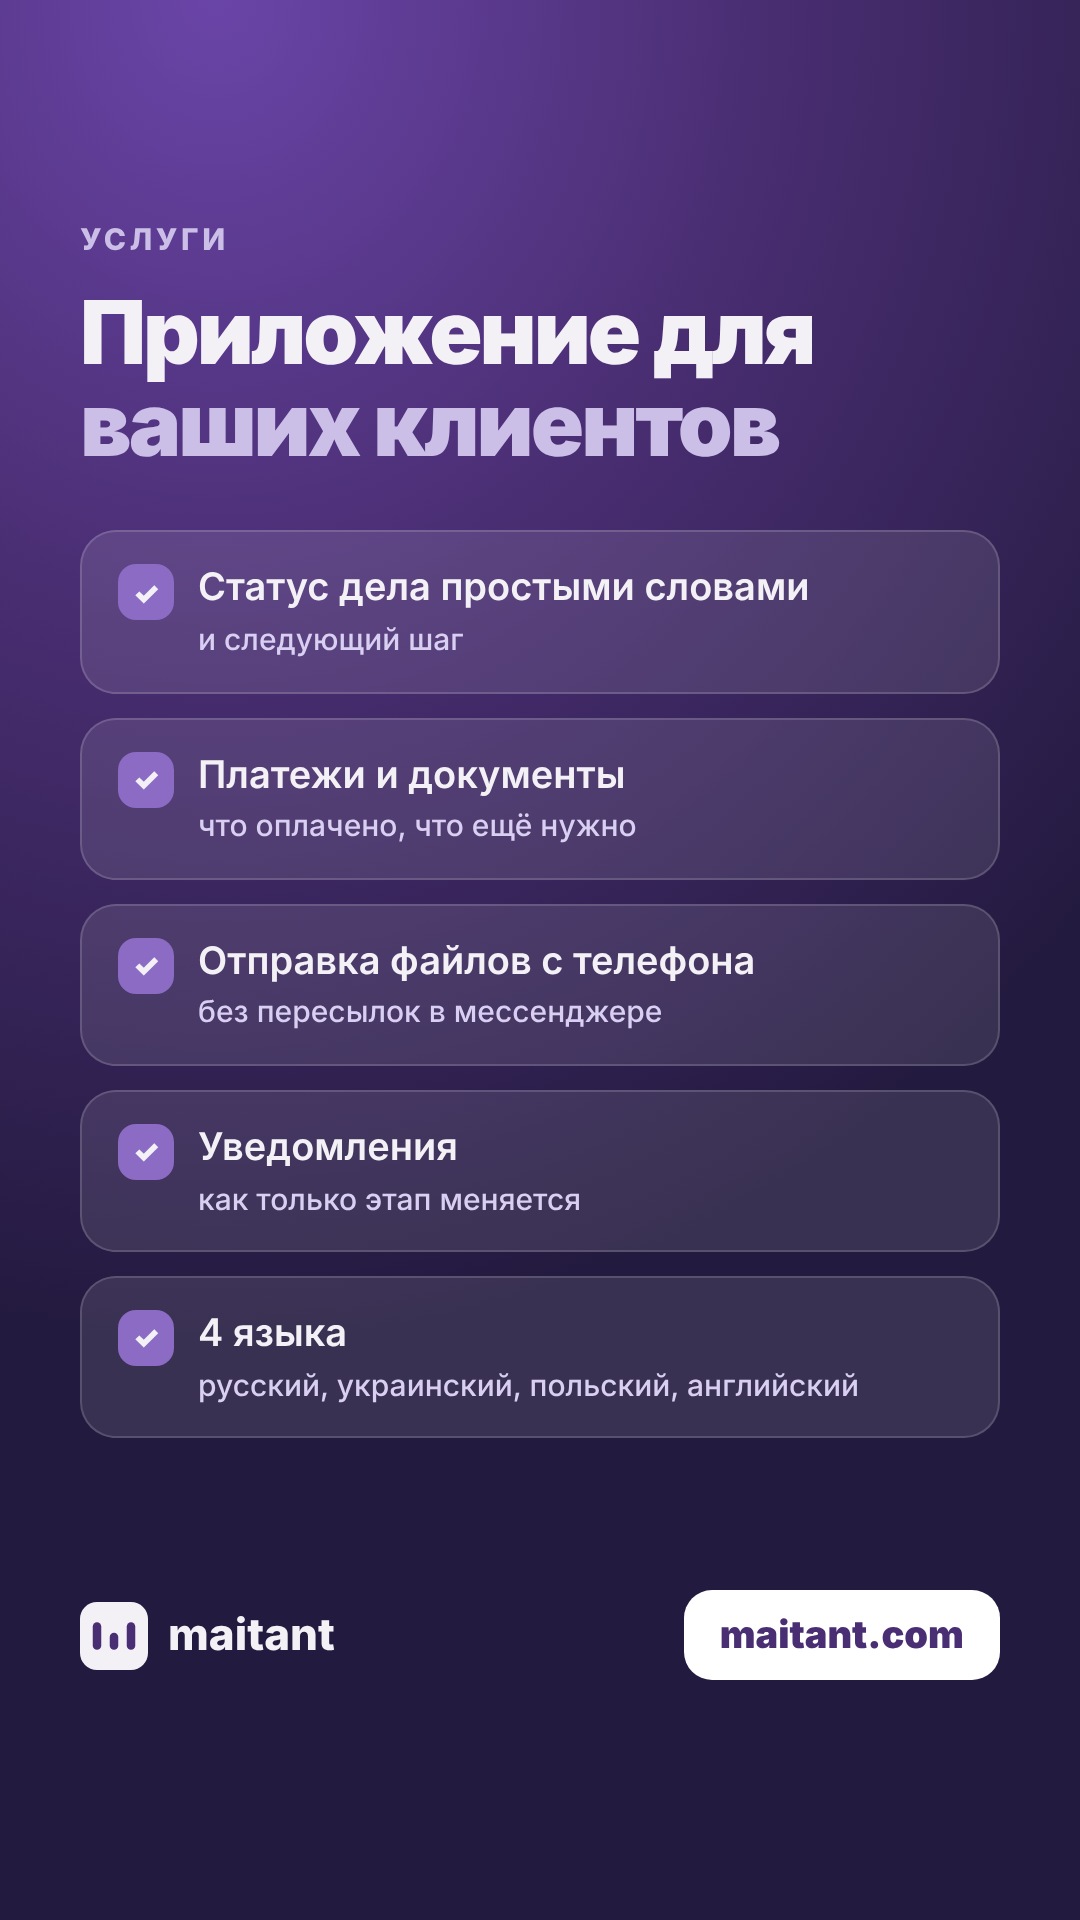 УСЛУГИ
Приложение для
ваших клиентов
Статус дела простыми словами
и следующий шаг
Платежи и документы
что оплачено, что ещё нужно
Отправка файлов с телефона
без пересылок в мессенджере
Уведомления
как только этап меняется
4 языка
русский, украинский, польский, английский
maitant
maitant.com